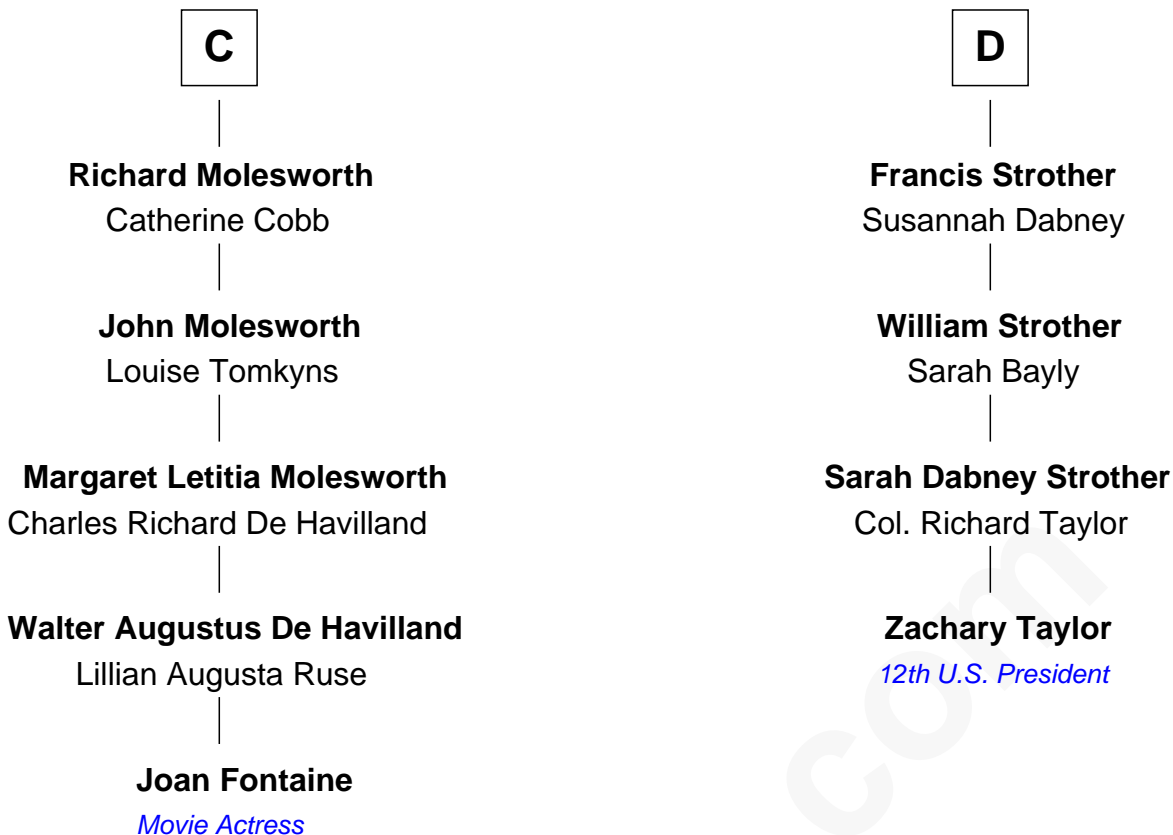 C
Richard Molesworth
Catherine Cobb
John Molesworth
Louise Tomkyns
Margaret Letitia Molesworth
Charles Richard De Havilland
Walter Augustus De Havilland
Lillian Augusta Ruse
Joan Fontaine
Movie Actress
D
Francis Strother
Susannah Dabney
William Strother
Sarah Bayly
Sarah Dabney Strother
Col. Richard Taylor
Zachary Taylor
12th U.S. President
com